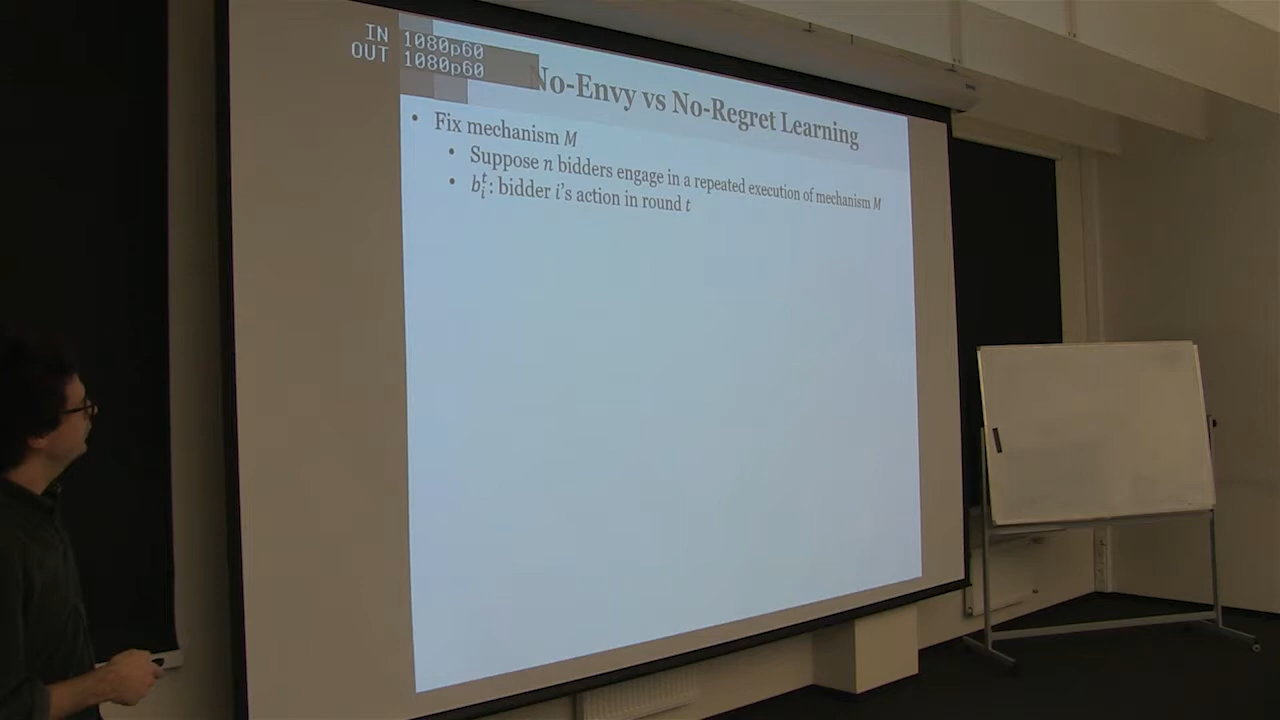 IN 1080p60
OUT 1080p60
No-Envy vs No-Regret Learning
• Fix mechanism M
• Suppose n bidders engage in a repeated execution of mechanism M
• bᵢᵗ: bidder i's action in round t